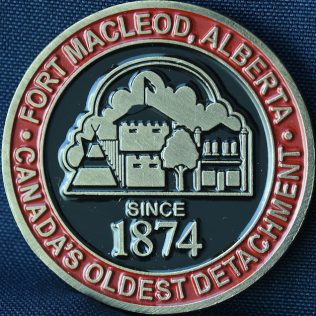 • FORT MACLEOD, ALBERTA •
CANADA'S OLDEST DETACHMENT
SINCE
1874